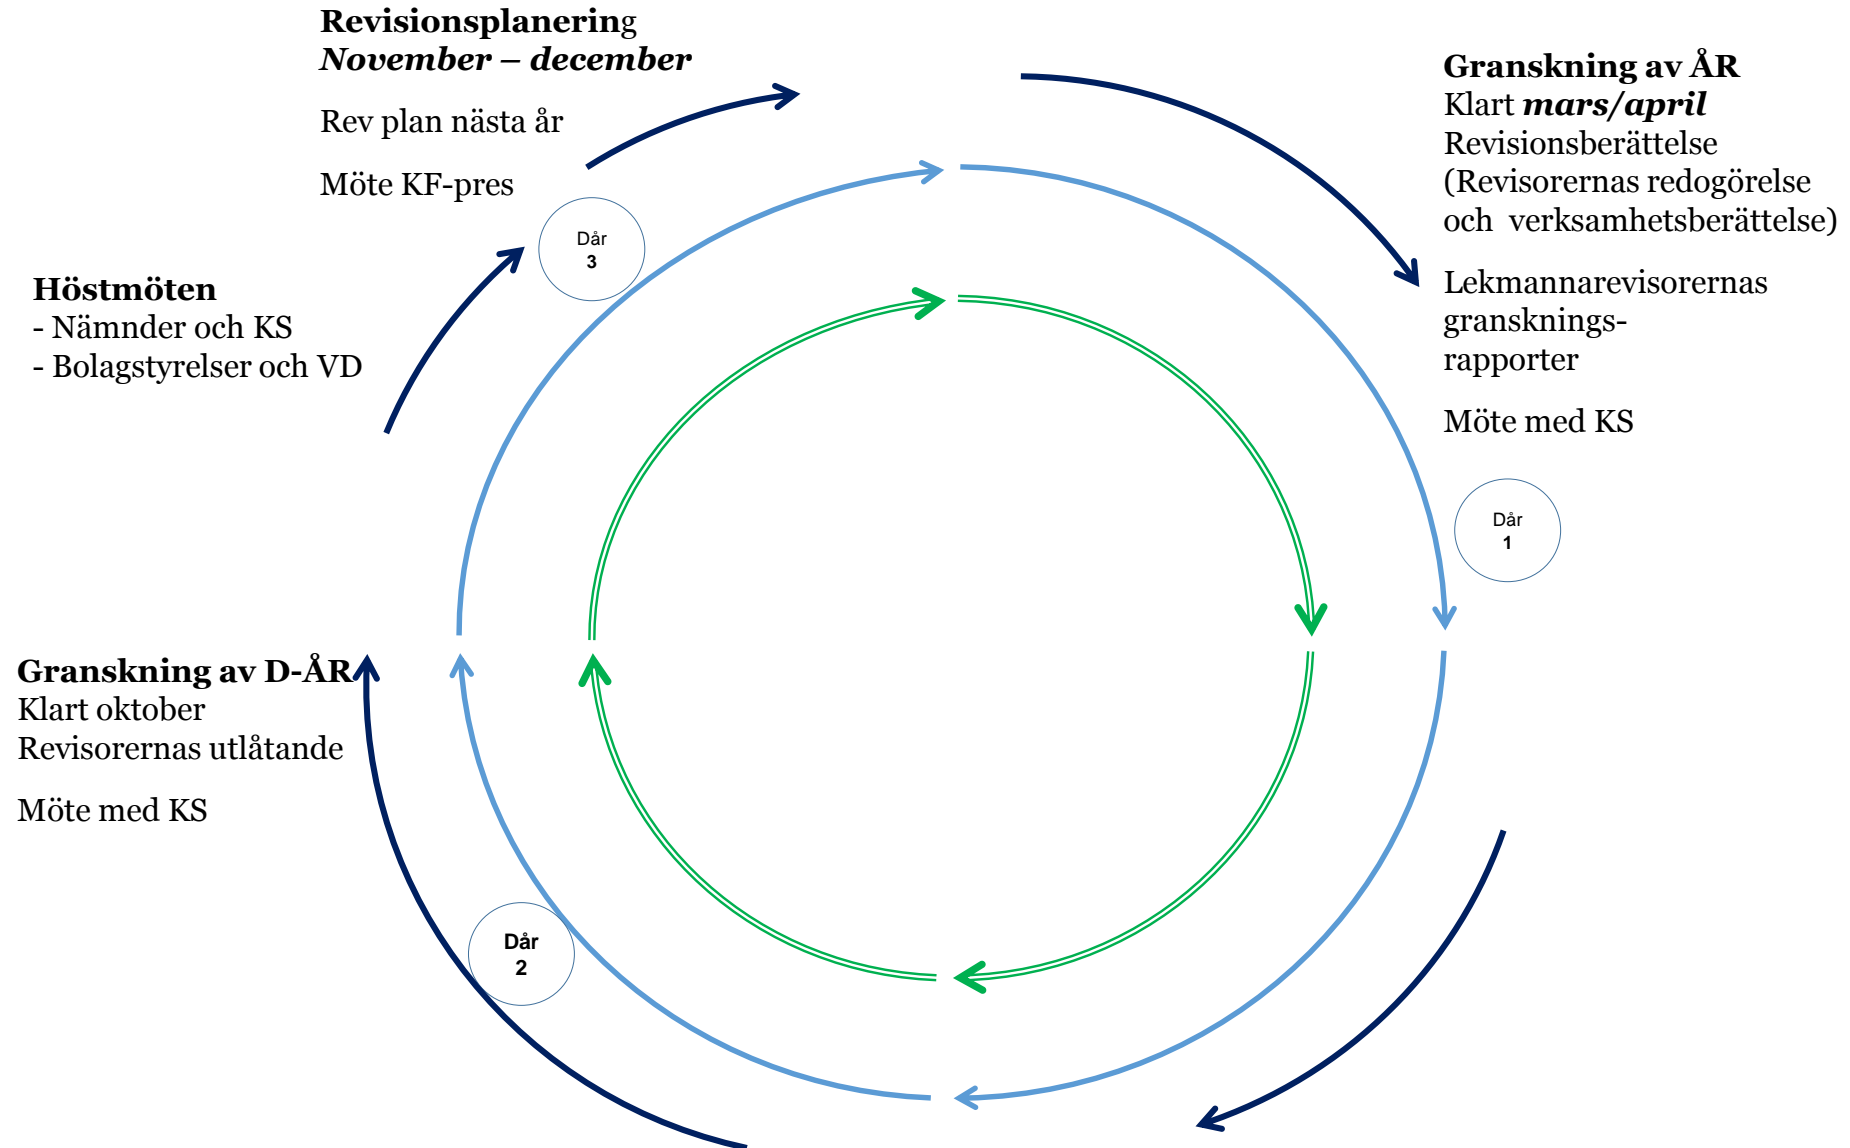 Revisionsplanering
November – december
Rev plan nästa år
Möte KF-pres
Granskning av ÅR
Klart mars/april
Revisionsberättelse
(Revisorernas redogörelse
och verksamhetsberättelse)
Lekmannarevisorernas
gransknings-
rapporter
Möte med KS
Dår
3
Höstmöten
- Nämnder och KS
- Bolagstyrelser och VD
Dår
1
Granskning av D-ÅR
Klart oktober
Revisorernas utlåtande
Möte med KS
Dår
2